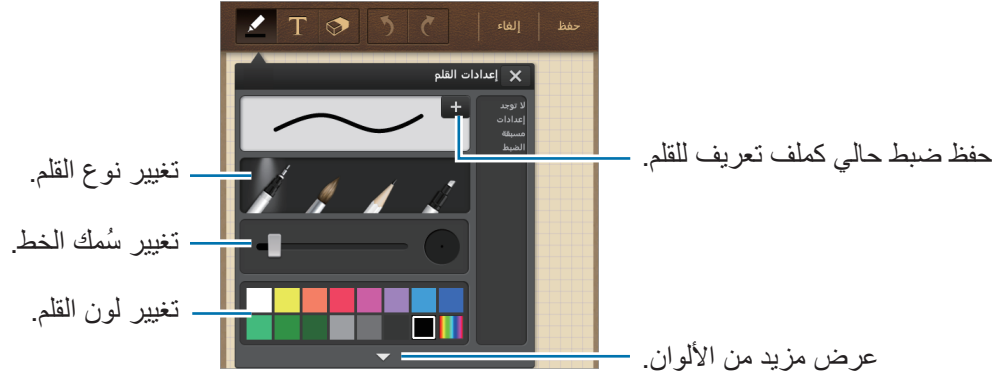 حفظ
إلغاء
T
إعدادات القلم
لا توجد
إعدادات
مسبقة
الضبط
حفظ ضبط حالي كملف تعريف للقلم.
تغيير نوع القلم.
تغيير سُمك الخط.
تغيير لون القلم.
عرض مزيد من الألوان.